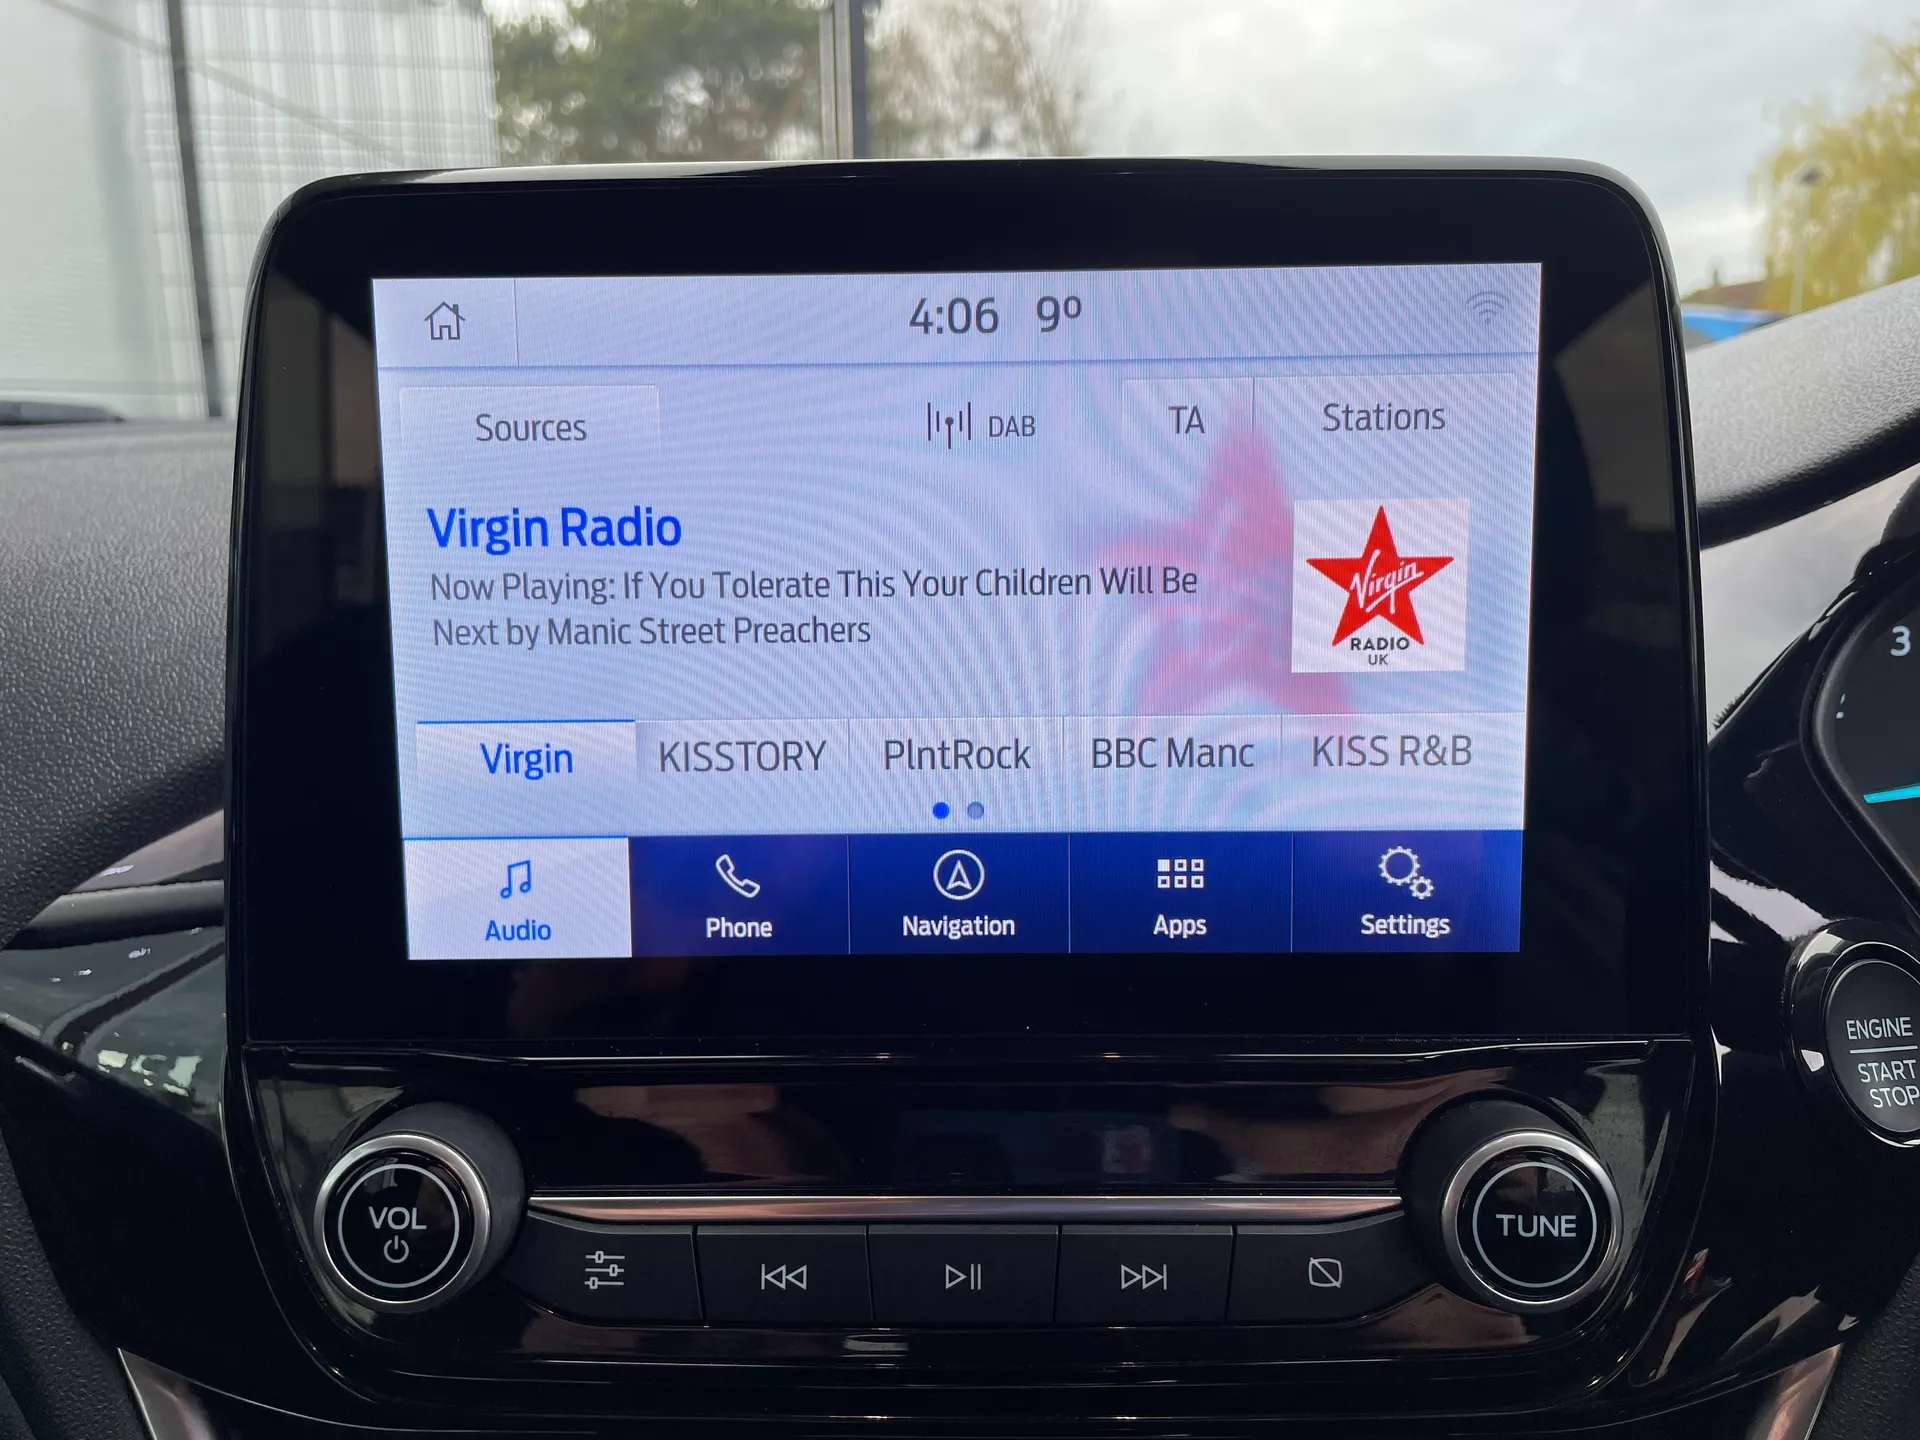 4:06 9º
Sources
DAB
TA
Stations
Virgin Radio
Now Playing: If You Tolerate This Your Children Will Be
Next by Manic Street Preachers
Virgin
RADIO
UK
Virgin
KISSTORY
PlntRock
BBC Manc
KISS R&B
Audio
Phone
Navigation
Apps
Settings
VOL
TUNE
3
ENGINE
START
STOP